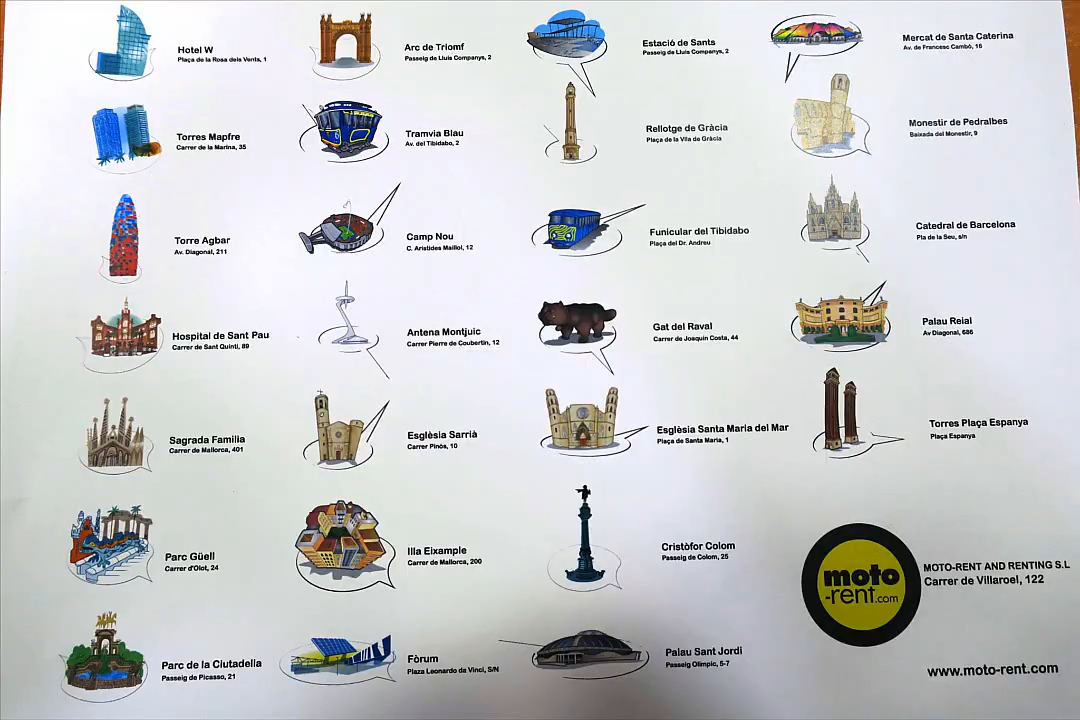 Hotel W
Plaça de la Rosa dels Vents, 1
Arc de Triomf
Passeig de Lluís Companys, 2
Estació de Sants
Passeig de Lluís Companys, 2
Mercat de Santa Caterina
Av. de Francesc Cambó, 16
Torres Mapfre
Carrer de la Marina, 35
Tramvia Blau
Av. del Tibidabo, 2
Rellotge de Gràcia
Plaça de la Vila de Gràcia
Monestir de Pedralbes
Baixada del Monestir, 9
Torre Agbar
Av. Diagonal, 211
Camp Nou
C. Arístides Maillol, 12
Funicular del Tibidabo
Plaça del Dr. Andreu
Catedral de Barcelona
Pla de la Seu, s/n
Hospital de Sant Pau
Carrer de Sant Quintí, 89
Antena Montjuic
Carrer Pierre de Coubertin, 12
Gat del Raval
Carrer de Joaquín Costa, 44
Palau Reial
Av Diagonal, 686
Sagrada Familia
Carrer de Mallorca, 401
Esglèsia Sarrià
Carrer Pinòs, 10
Esglèsia Santa Maria del Mar
Plaça de Santa Maria, 1
Torres Plaça Espanya
Plaça Espanya
Parc Güell
Carrer d'Olot, 24
Illa Eixample
Carrer de Mallorca, 200
Cristòfor Colom
Passeig de Colom, 25
moto
-rent.com
MOTO-RENT AND RENTING S.L
Carrer de Villaroel, 122
Parc de la Ciutadella
Passeig de Picasso, 21
Fòrum
Plaza Leonardo da Vinci, S/N
Palau Sant Jordi
Passeig Olímpic, 5-7
www.moto-rent.com